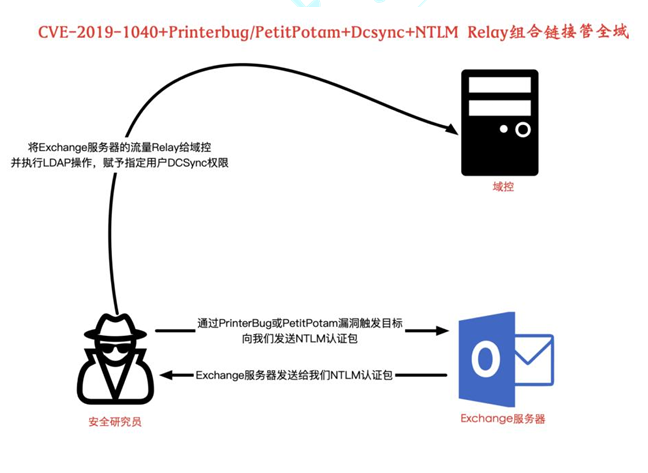 CVE-2019-1040+Printerbug/PetitPotam+Dcsync+NTLM Relay组合链接管全域
将Exchange服务器的流量Relay给域控
并执行LDAP操作，赋予指定用户DCSync权限
域控
通过PrinterBug或PetitPotam漏洞触发目标
向我们发送NTLM认证包
Exchange服务器发送给我们NTLM认证包
安全研究员
Exchange服务器